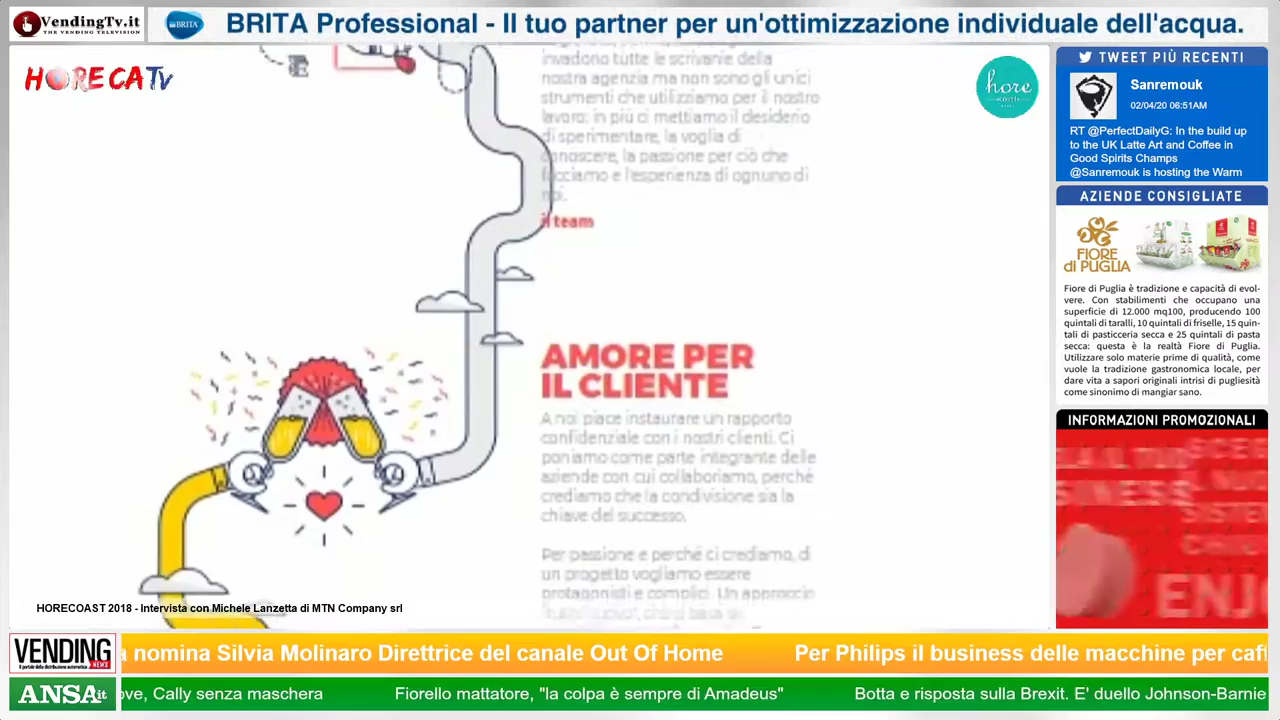 VendingTv.it
THE VENDING TELEVISION
BRITA
BRITA Professional - Il tuo partner per un'ottimizzazione individuale dell'acqua.
HORECATv
hore
invadono tutte le scrivanie della
nostra agenzia ma non sono gli unici
strumenti che utilizziamo per il nostro
lavoro: in più ci mettiamo il desiderio
di sperimentare, la voglia di
conoscere, la passione per ciò che
facciamo e l'esperienza di ognuno di
noi.
il team
AMORE PER
IL CLIENTE
A noi piace instaurare un rapporto
confidenziale con i nostri clienti. Ci
poniamo come parte integrante delle
aziende con cui collaboriamo, perché
crediamo che la condivisione sia la
chiave del successo.
Per passione e perché ci crediamo, di
un progetto vogliamo essere
protagonisti e complici. Un approccio
HORECOAST 2018 - Intervista con Michele Lanzetta di MTN Company srl
TWEET PIÙ RECENTI
Sanremouk
02/04/20 06:51AM
RT @PerfectDailyG: In the build up
to the UK Latte Art and Coffee in
Good Spirits Champs
@Sanremouk is hosting the Warm
AZIENDE CONSIGLIATE
FIORE
di PUGLIA
Fiore di Puglia è tradizione e capacità di evol-
vere. Con stabilimenti che occupano una
superficie di 12.000 mq100, producendo 100
quintali di taralli, 10 quintali di friselle, 15 quin-
tali di pasticceria secca e 25 quintali di pasta
secca: questa è la realtà Fiore di Puglia.
Utilizzare solo materie prime di qualità, come
vuole la tradizione gastronomica locale, per
dare vita a sapori originali intrisi di pugliesità
come sinonimo di mangiar sano.
INFORMAZIONI PROMOZIONALI
VENDING
NEWS
Il portale della distribuzione automatica
a nomina Silvia Molinaro Direttrice del canale Out Of Home Per Philips il business delle macchine per caf
ANSA.it
ove, Cally senza maschera Fiorello mattatore, "la colpa è sempre di Amadeus" Botta e risposta sulla Brexit. E' duello Johnson-Barnie